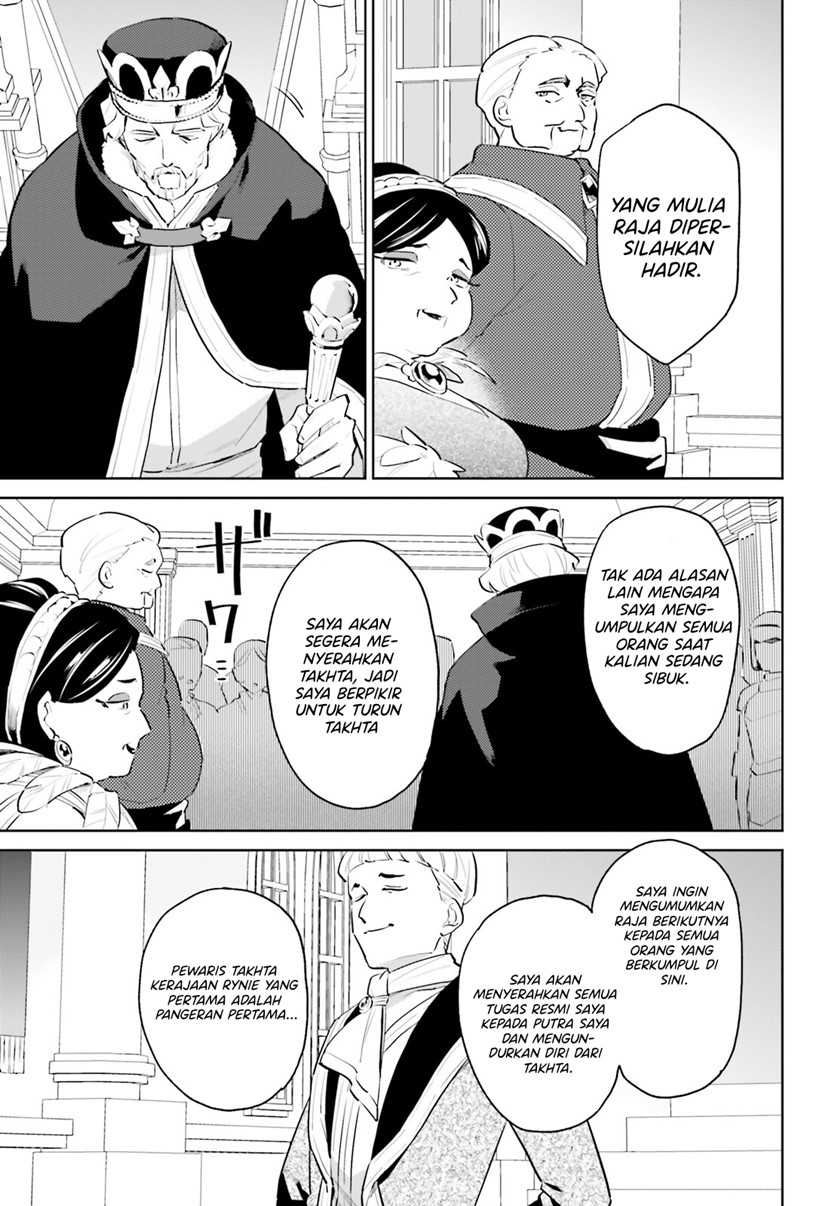 YANG MULIA
RAJA DIPER-
SILAHKAN
HADIR.
TAK ADA ALASAN
LAIN MENGAPA
SAYA MENG-
UMPULKAN SEMUA
ORANG SAAT
KALIAN SEDANG
SIBUK.
ザワ
SAYA AKAN
SEGERA ME-
NYERAHKAN
TAKHTA, JADI
SAYA BERPIKIR
UNTUK TURUN
TAKHTA
SAYA INGIN
MENGUMUMKAN
RAJA BERIKUTNYA
KEPADA SEMUA
ORANG YANG
BERKUMPUL DI
SINI.
SAYA AKAN
MENYERAHKAN SEMUA
TUGAS RESMI SAYA
KEPADA PUTRA SAYA
DAN MENGUN-
DURKAN DIRI DARI
TAKHTA.
PEWARIS TAKHTA
KERAJAAN RYNIE YANG
PERTAMA ADALAH
PANGERAN PERTAMA...